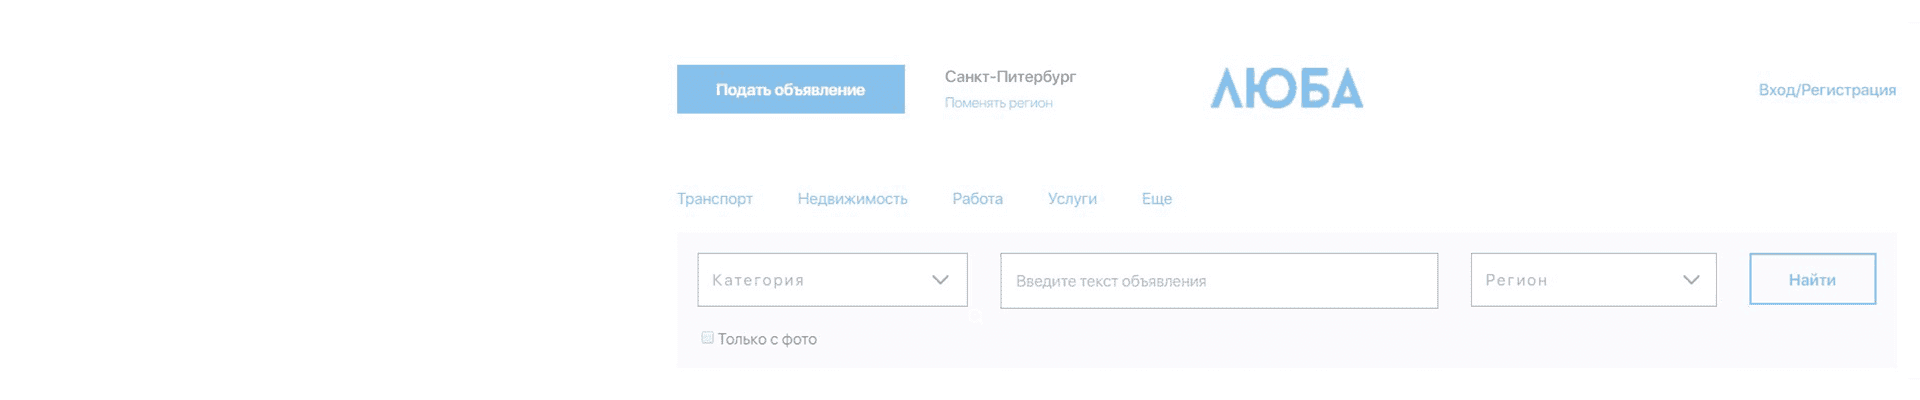 Подать объявление
Санкт-Питербург
Поменять регион
ЛЮБА
Вход/Регистрация
Транспорт Недвижимость Работа Услуги Еще
Категория
Введите текст объявления
Регион
Найти
Только с фото